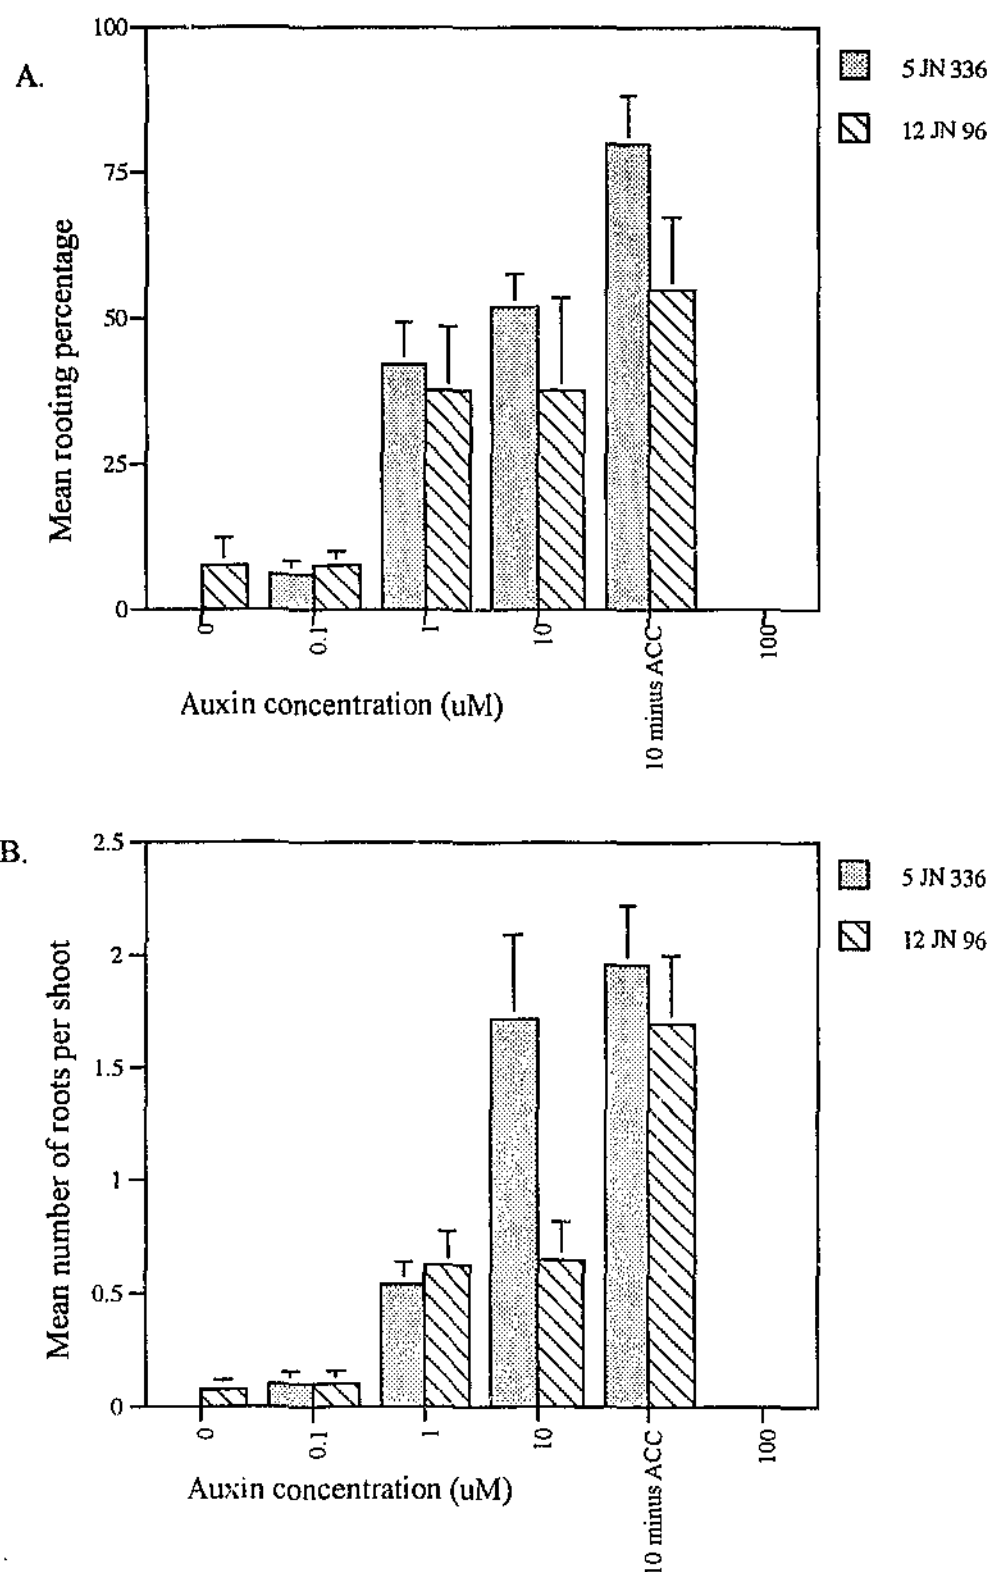 A.
100
75
50
25
0
Mean rooting percentage
0
0.1
1
10
10 minus ACC
100
Auxin concentration (uM)
5 JN 336
12 JN 96
B.
2.5
2
1.5
1
0.5
0
Mean number of roots per shoot
0
0.1
1
10
10 minus ACC
100
Auxin concentration (uM)
5 JN 336
12 JN 96